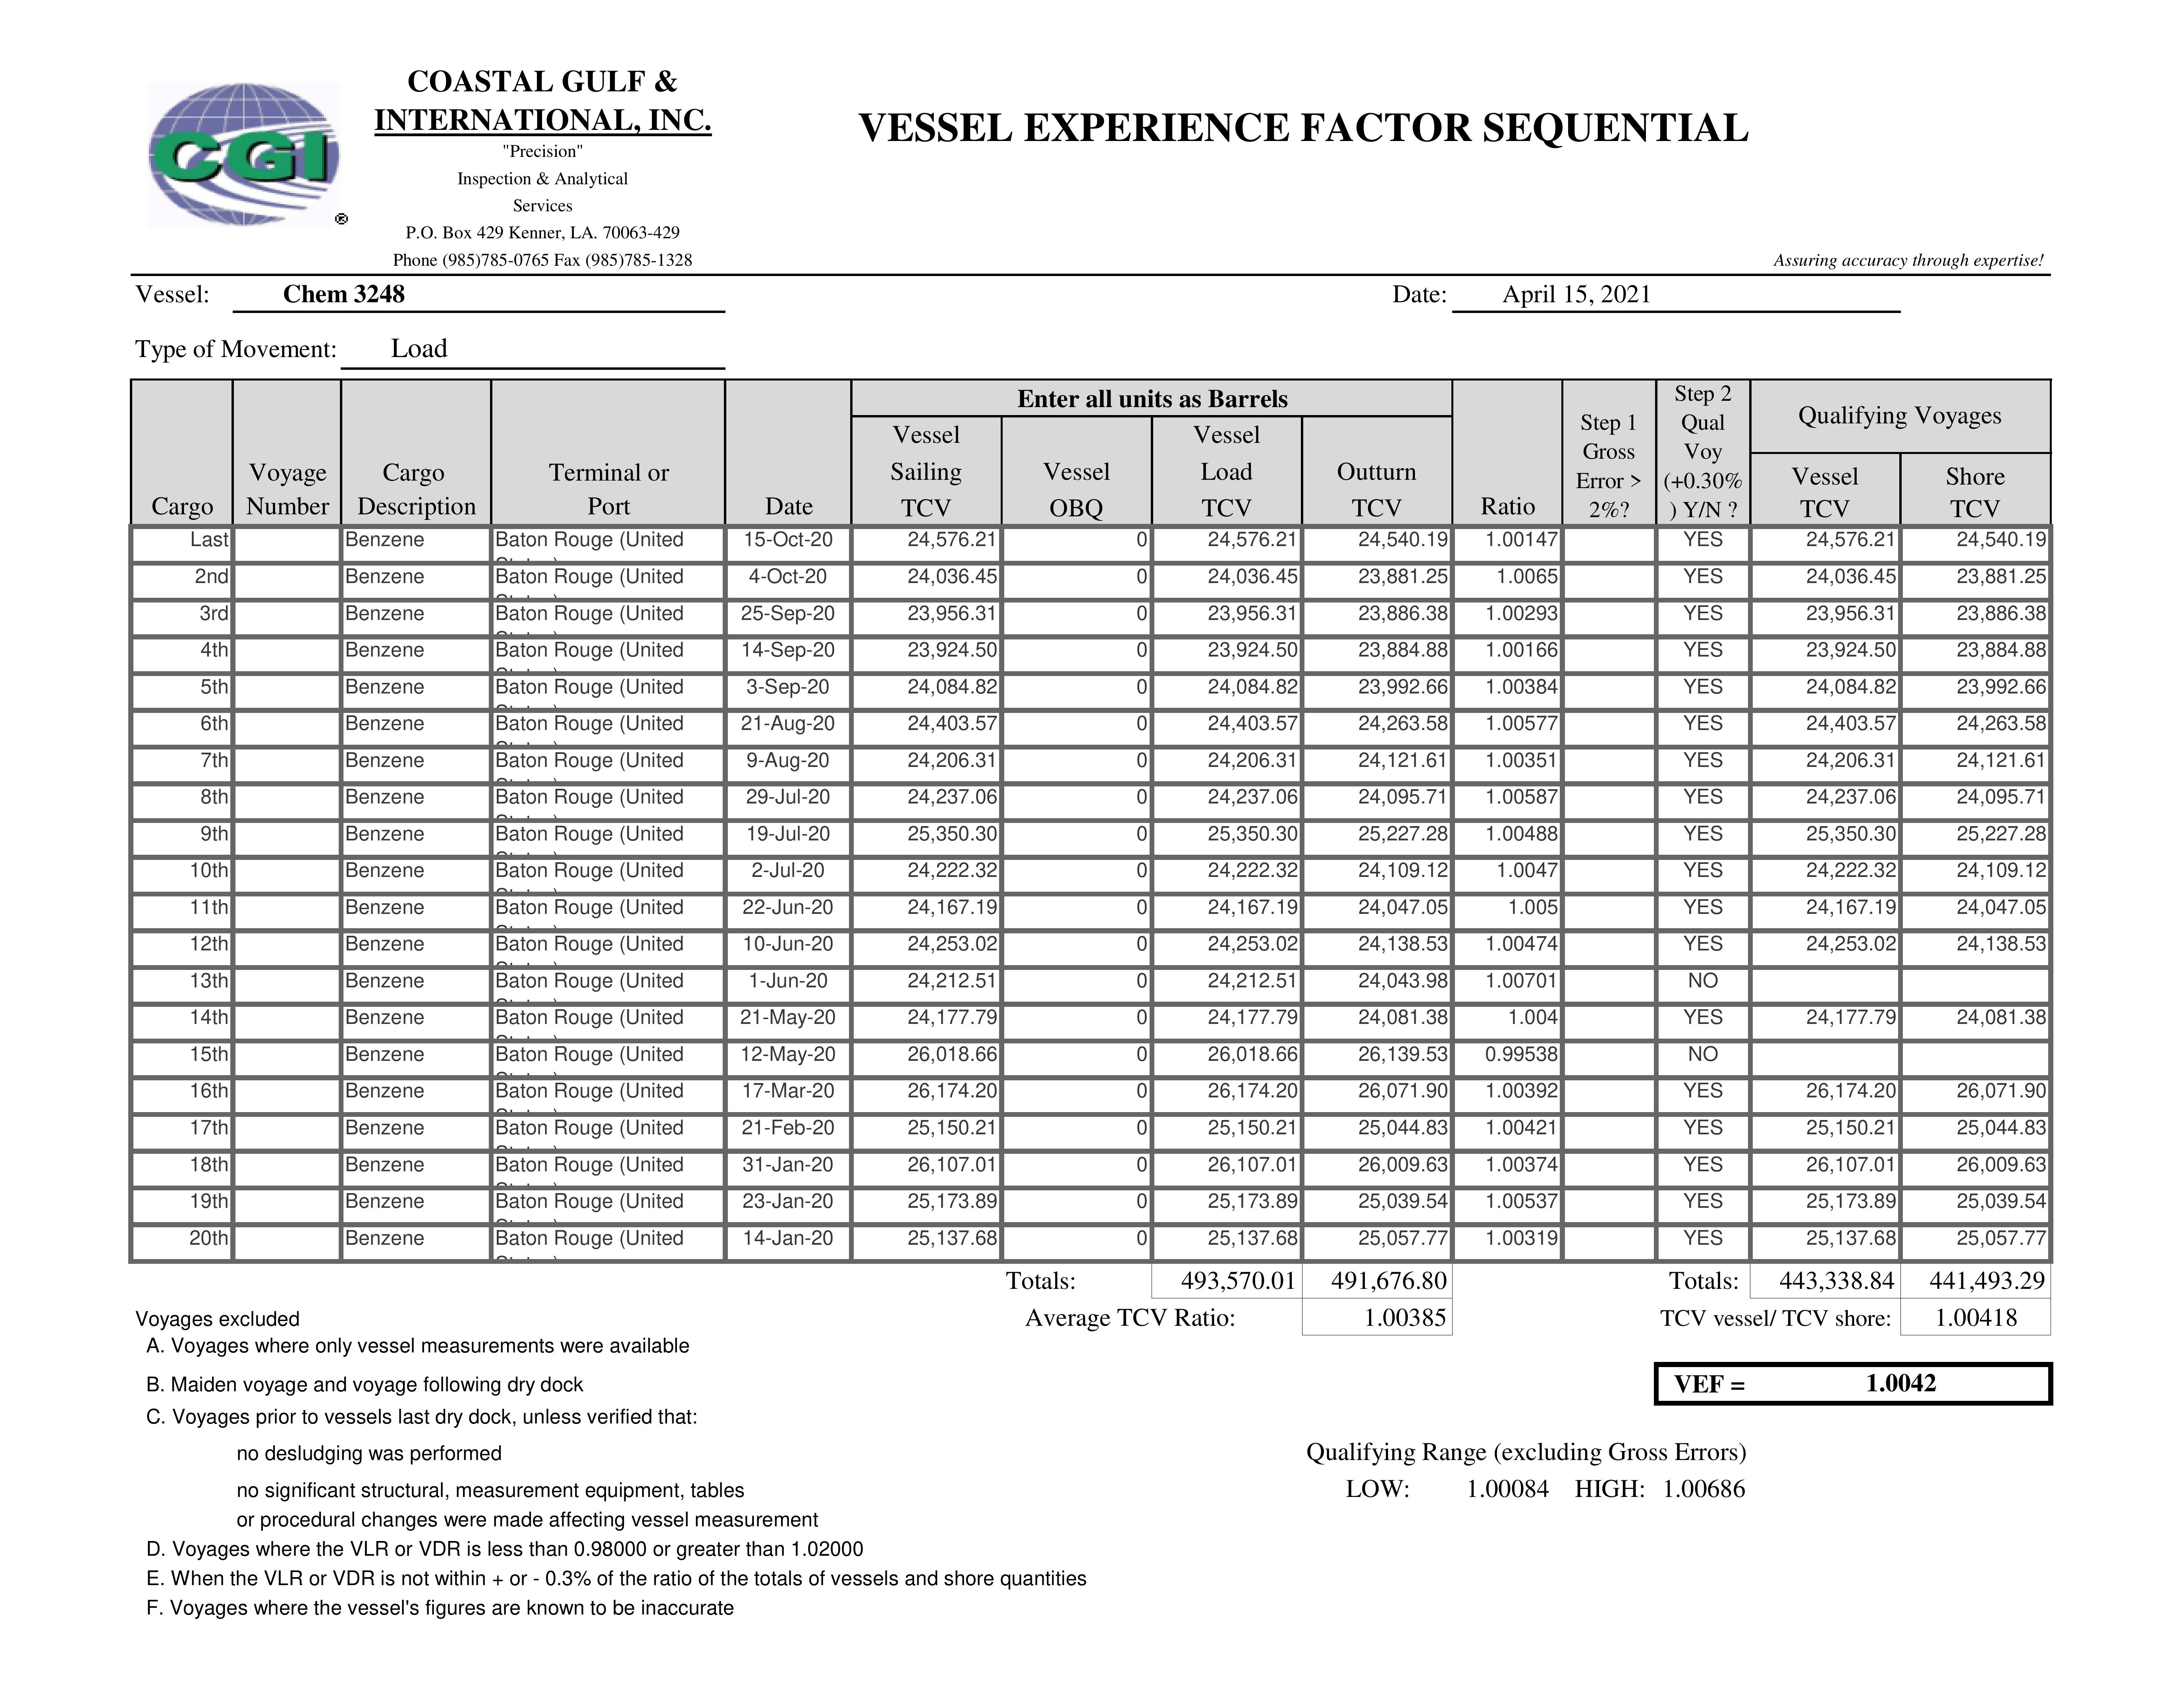 CGI
®
COASTAL GULF &
INTERNATIONAL, INC.
"Precision"
Inspection & Analytical
Services
P.O. Box 429 Kenner, LA. 70063-429
Phone (985)785-0765 Fax (985)785-1328
VESSEL EXPERIENCE FACTOR SEQUENTIAL
Assuring accuracy through expertise!
Vessel: Chem 3248 Date: April 15, 2021
Type of Movement: Load
Cargo Voyage Number Cargo Description Terminal or Port Date Enter all units as Barrels Vessel Sailing TCV Vessel OBQ Vessel Load TCV Outturn TCV Ratio Step 1 Gross Error > 2%? Step 2 Qual Voy (+0.30% ) Y/N ? Qualifying Voyages Vessel TCV Shore TCV
Last Benzene Baton Rouge (United 15-Oct-20 24,576.21 0 24,576.21 24,540.19 1.00147 YES 24,576.21 24,540.19
2nd Benzene Baton Rouge (United 4-Oct-20 24,036.45 0 24,036.45 23,881.25 1.0065 YES 24,036.45 23,881.25
3rd Benzene Baton Rouge (United 25-Sep-20 23,956.31 0 23,956.31 23,886.38 1.00293 YES 23,956.31 23,886.38
4th Benzene Baton Rouge (United 14-Sep-20 23,924.50 0 23,924.50 23,884.88 1.00166 YES 23,924.50 23,884.88
5th Benzene Baton Rouge (United 3-Sep-20 24,084.82 0 24,084.82 23,992.66 1.00384 YES 24,084.82 23,992.66
6th Benzene Baton Rouge (United 21-Aug-20 24,403.57 0 24,403.57 24,263.58 1.00577 YES 24,403.57 24,263.58
7th Benzene Baton Rouge (United 9-Aug-20 24,206.31 0 24,206.31 24,121.61 1.00351 YES 24,206.31 24,121.61
8th Benzene Baton Rouge (United 29-Jul-20 24,237.06 0 24,237.06 24,095.71 1.00587 YES 24,237.06 24,095.71
9th Benzene Baton Rouge (United 19-Jul-20 25,350.30 0 25,350.30 25,227.28 1.00488 YES 25,350.30 25,227.28
10th Benzene Baton Rouge (United 2-Jul-20 24,222.32 0 24,222.32 24,109.12 1.0047 YES 24,222.32 24,109.12
11th Benzene Baton Rouge (United 22-Jun-20 24,167.19 0 24,167.19 24,047.05 1.005 YES 24,167.19 24,047.05
12th Benzene Baton Rouge (United 10-Jun-20 24,253.02 0 24,253.02 24,138.53 1.00474 YES 24,253.02 24,138.53
13th Benzene Baton Rouge (United 1-Jun-20 24,212.51 0 24,212.51 24,043.98 1.00701 NO
14th Benzene Baton Rouge (United 21-May-20 24,177.79 0 24,177.79 24,081.38 1.004 YES 24,177.79 24,081.38
15th Benzene Baton Rouge (United 12-May-20 26,018.66 0 26,018.66 26,139.53 0.99538 NO
16th Benzene Baton Rouge (United 17-Mar-20 26,174.20 0 26,174.20 26,071.90 1.00392 YES 26,174.20 26,071.90
17th Benzene Baton Rouge (United 21-Feb-20 25,150.21 0 25,150.21 25,044.83 1.00421 YES 25,150.21 25,044.83
18th Benzene Baton Rouge (United 31-Jan-20 26,107.01 0 26,107.01 26,009.63 1.00374 YES 26,107.01 26,009.63
19th Benzene Baton Rouge (United 23-Jan-20 25,173.89 0 25,173.89 25,039.54 1.00537 YES 25,173.89 25,039.54
20th Benzene Baton Rouge (United 14-Jan-20 25,137.68 0 25,137.68 25,057.77 1.00319 YES 25,137.68 25,057.77
Totals: 493,570.01 491,676.80 Totals: 443,338.84 441,493.29
Average TCV Ratio: 1.00385 TCV vessel/ TCV shore: 1.00418
VEF = 1.0042
Voyages excluded
A. Voyages where only vessel measurements were available
B. Maiden voyage and voyage following dry dock
C. Voyages prior to vessels last dry dock, unless verified that:
no desludging was performed
no significant structural, measurement equipment, tables
or procedural changes were made affecting vessel measurement
D. Voyages where the VLR or VDR is less than 0.98000 or greater than 1.02000
E. When the VLR or VDR is not within + or - 0.3% of the ratio of the totals of vessels and shore quantities
F. Voyages where the vessel's figures are known to be inaccurate
Qualifying Range (excluding Gross Errors)
LOW: 1.00084 HIGH: 1.00686